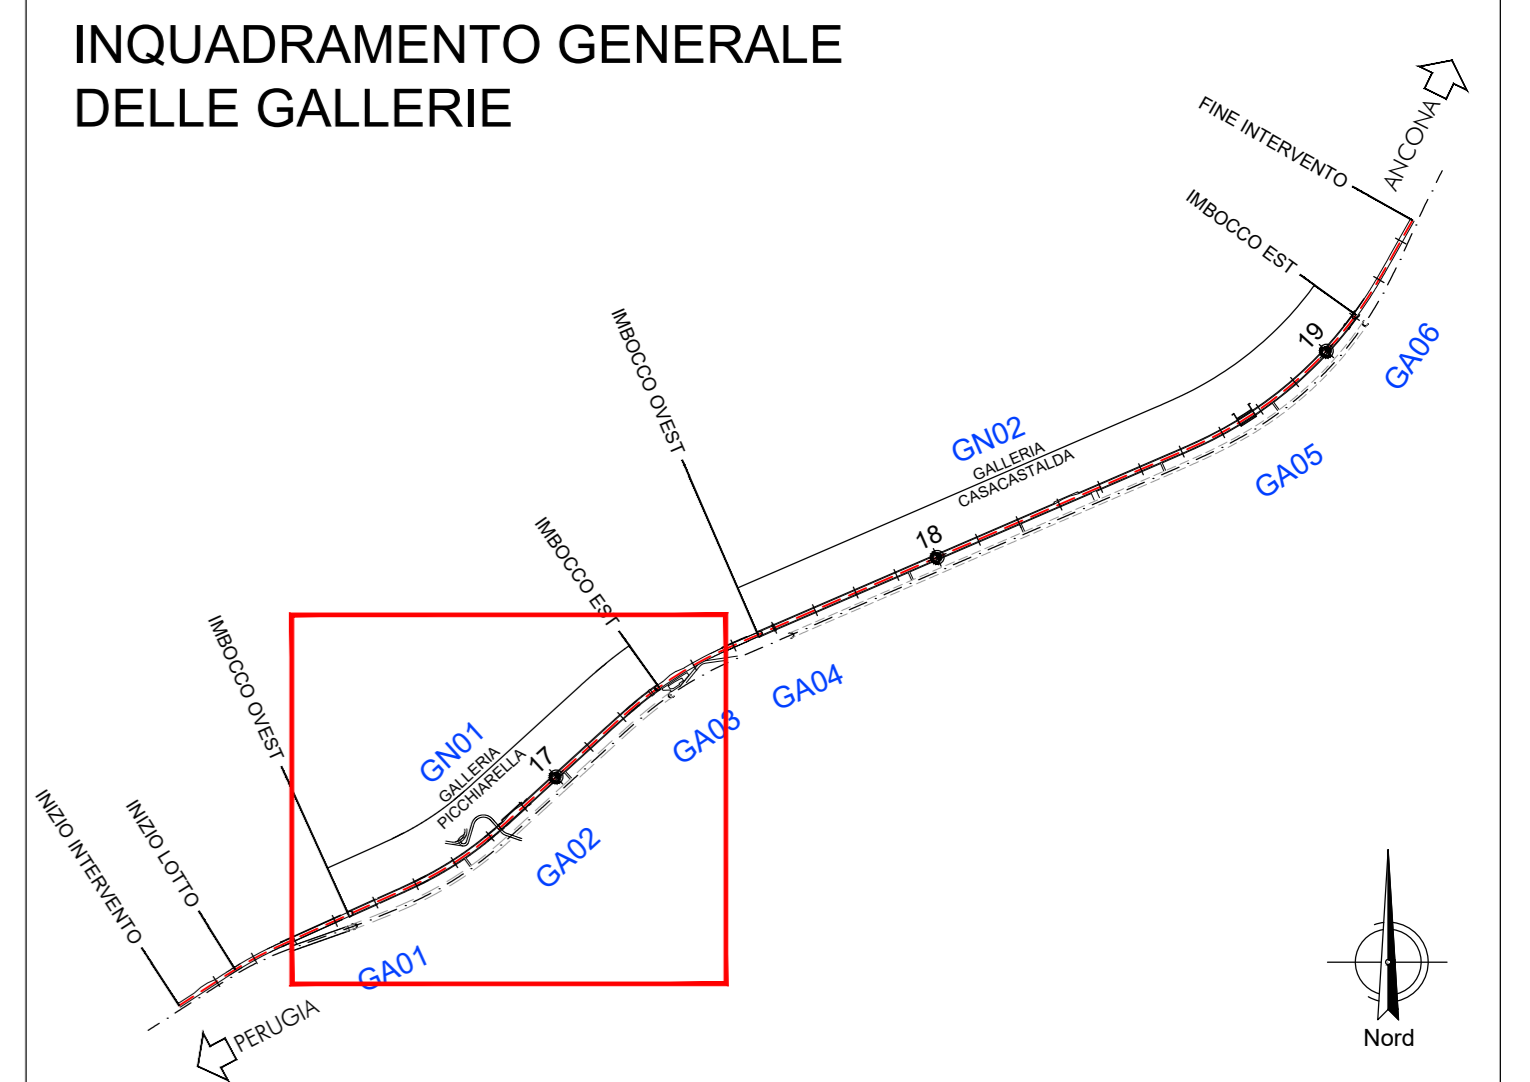 INQUADRAMENTO GENERALE
DELLE GALLERIE
ANCONA
FINE INTERVENTO
IMBOCCO EST
IMBOCCO OVEST
19
GA06
GN02
GALLERIA
CASACASTALDA
GA05
18
IMBOCCO EST
IMBOCCO OVEST
GA04
GA03
GN01
GALLERIA
PICCHIARELLA
17
GA02
INIZIO INTERVENTO
INIZIO LOTTO
GA01
PERUGIA
Nord